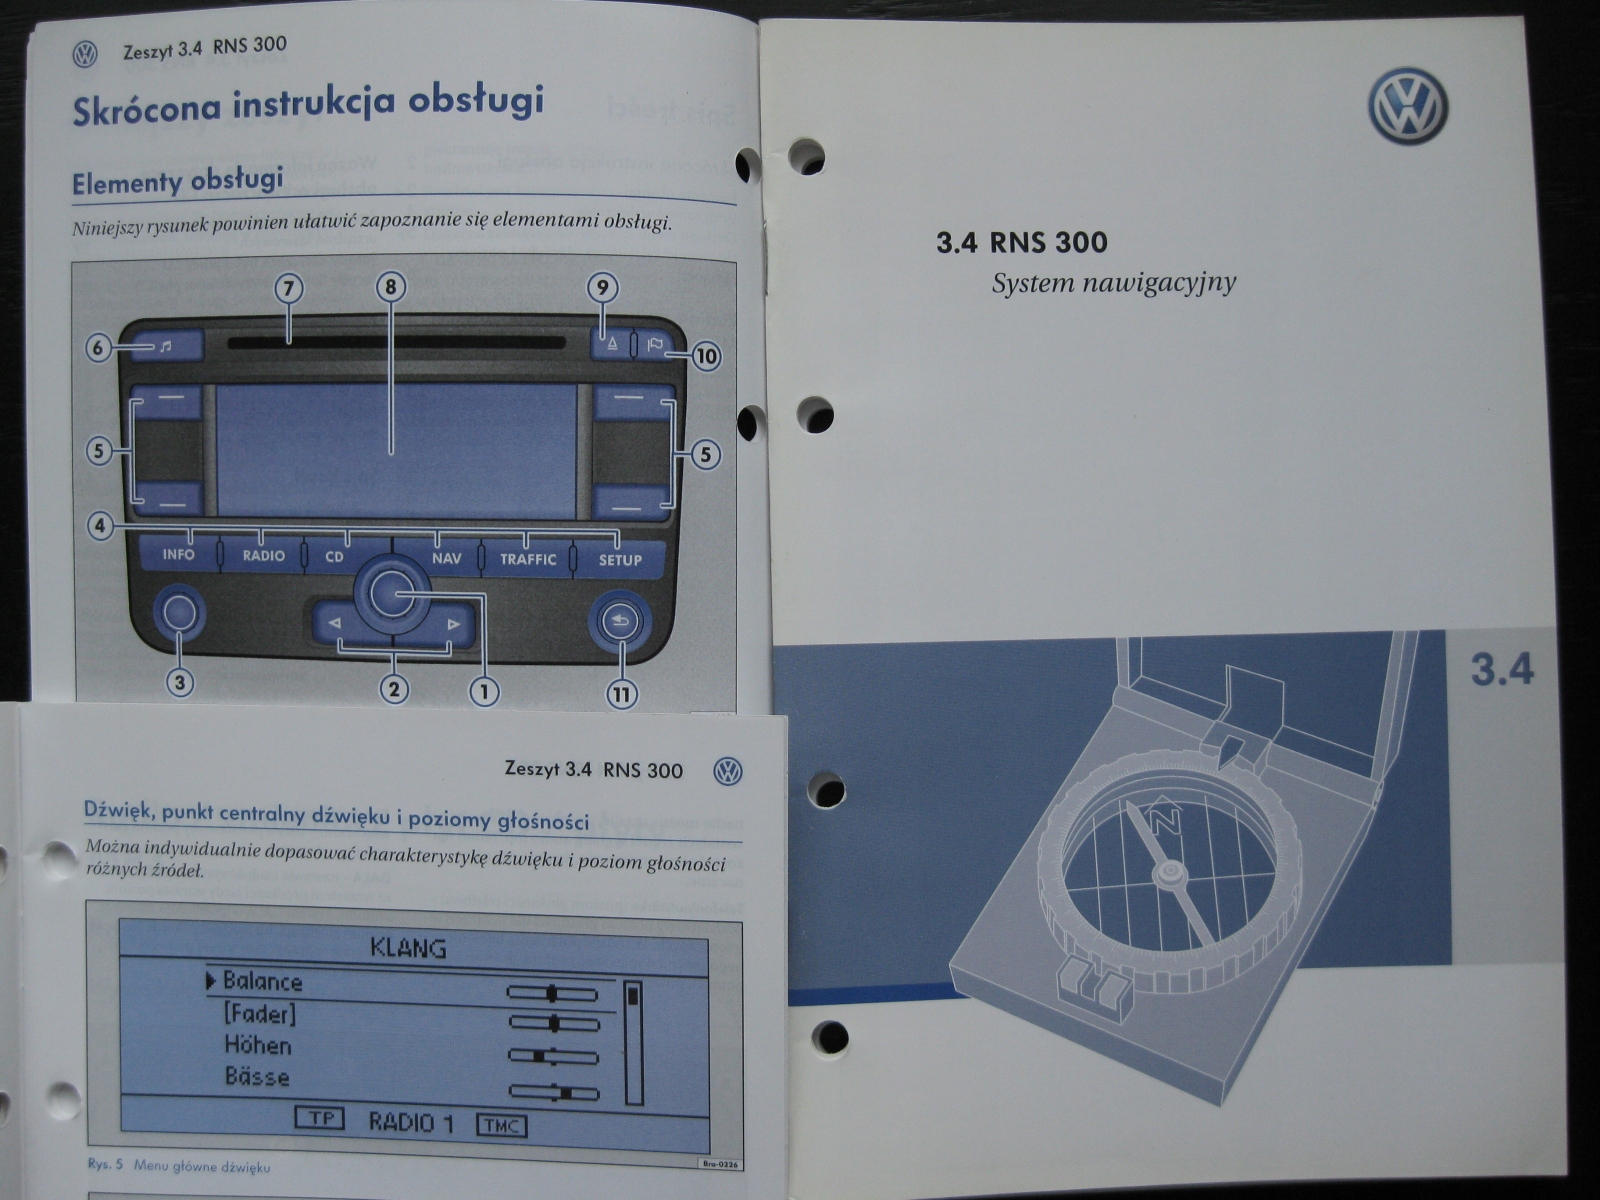 Zeszyt 3.4 RNS 300
Skrócona instrukcja obsługi
Elementy obsługi
Niniejszy rysunek powinien ułatwić zapoznanie się elementami obsługi.
7
8
9
6
10
5
5
4
INFO
RADIO
CD
NAV
TRAFFIC
SETUP
3
2
1
11
Zeszyt 3.4 RNS 300
Dźwięk, punkt centralny dźwięku i poziomy głośności
Można indywidualnie dopasować charakterystykę dźwięku i poziom głośności
różnych źródeł.
KLANG
Balance
[Fader]
Höhen
Bässe
TP RADIO 1 TMC
Rys. 5 Menu główne dźwięku
Bra-0226
3.4 RNS 300
System nawigacyjny
3.4
N